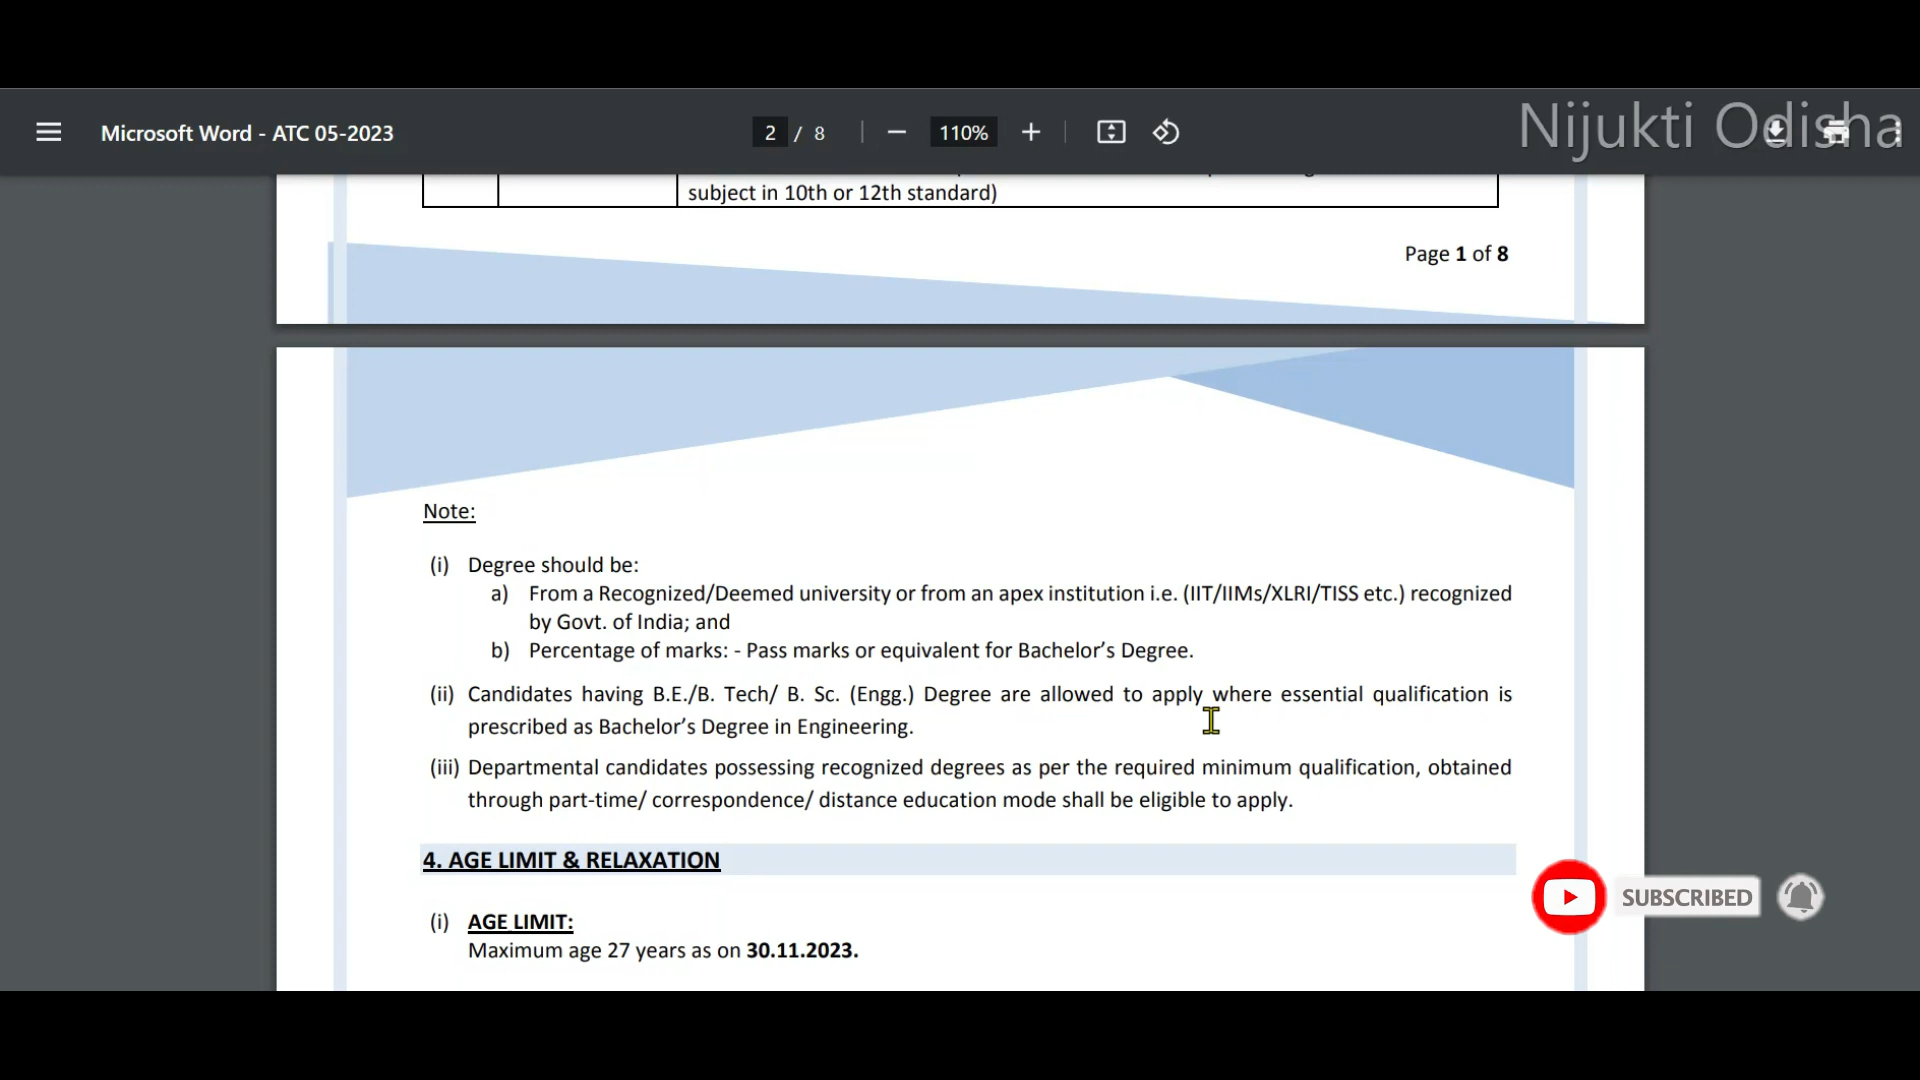 Microsoft Word - ATC 05-2023
2 / 8
110%
Nijukti Odisha
subject in 10th or 12th standard)
Page 1 of 8
Note:
(i) Degree should be:
a) From a Recognized/Deemed university or from an apex institution i.e. (IIT/IIMs/XLRI/TISS etc.) recognized
by Govt. of India; and
b) Percentage of marks: - Pass marks or equivalent for Bachelor’s Degree.
(ii) Candidates having B.E./B. Tech/ B. Sc. (Engg.) Degree are allowed to apply where essential qualification is
prescribed as Bachelor’s Degree in Engineering.
(iii) Departmental candidates possessing recognized degrees as per the required minimum qualification, obtained
through part-time/ correspondence/ distance education mode shall be eligible to apply.
4. AGE LIMIT & RELAXATION
SUBSCRIBED
(i) AGE LIMIT:
Maximum age 27 years as on 30.11.2023.